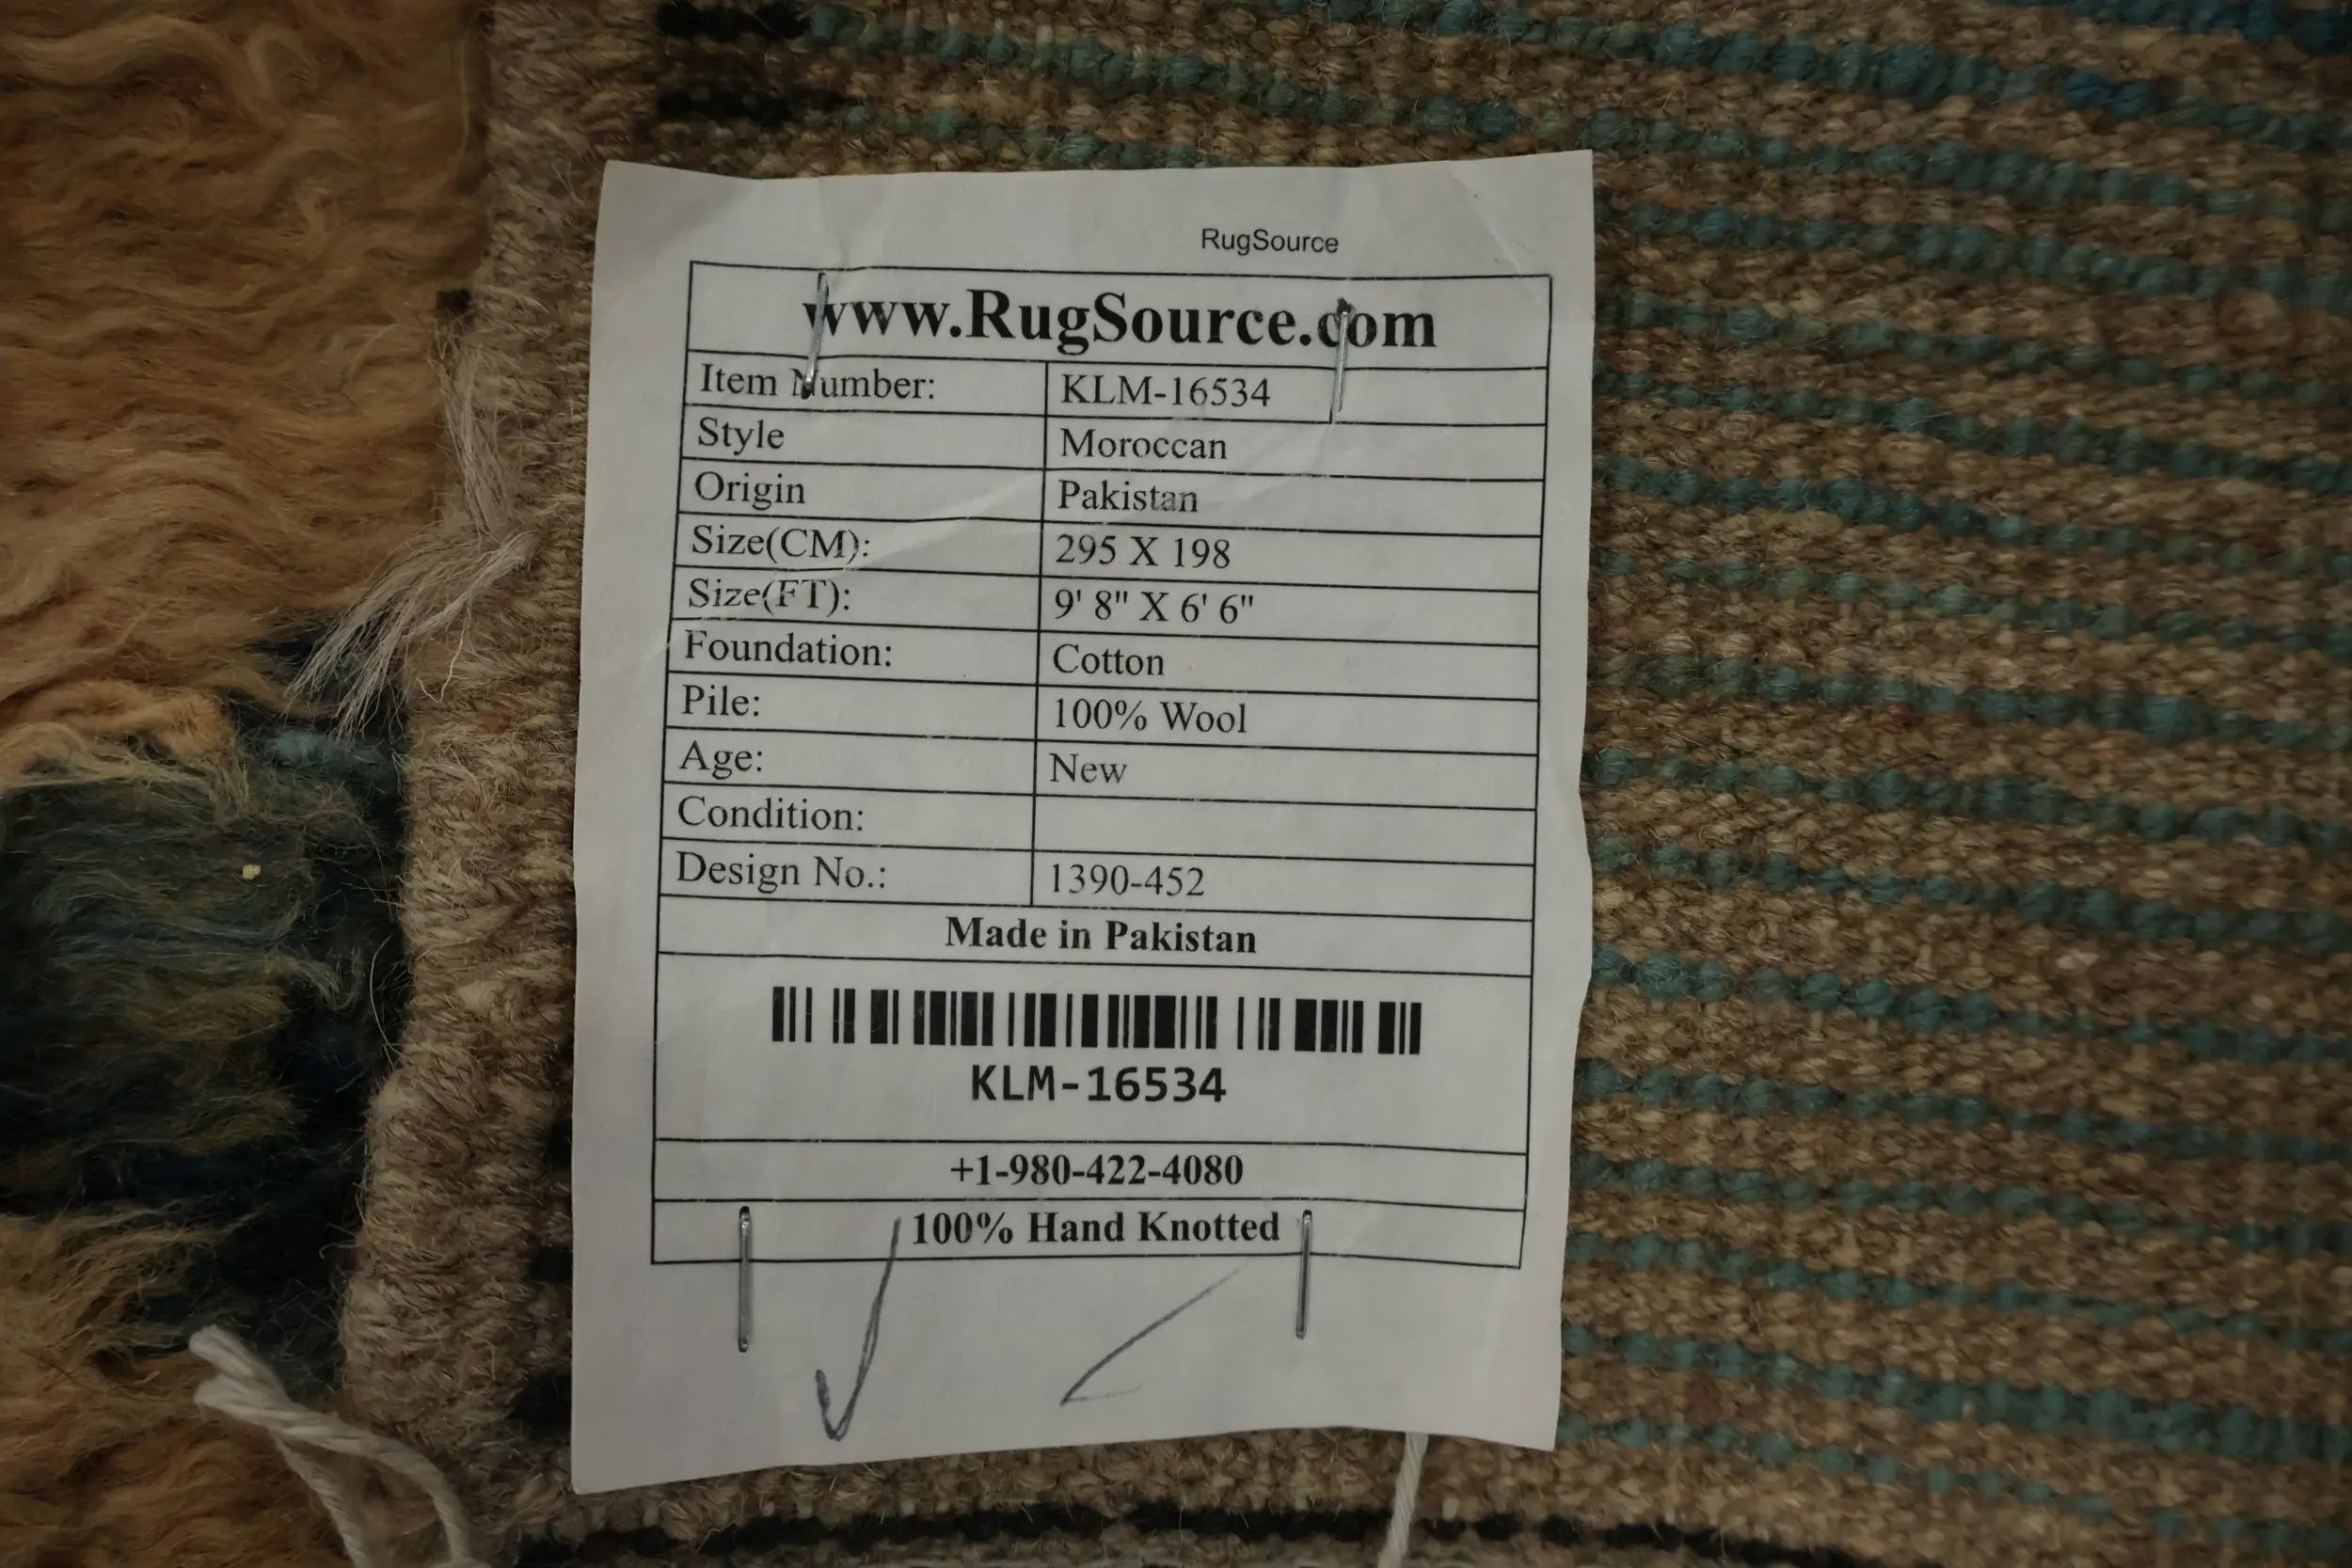 RugSource
www.RugSource.com
Item Number: KLM-16534
Style Moroccan
Origin Pakistan
Size(CM): 295 X 198
Size(FT): 9' 8" X 6' 6"
Foundation: Cotton
Pile: 100% Wool
Age: New
Condition:
Design No.: 1390-452
Made in Pakistan
KLM-16534
+1-980-422-4080
100% Hand Knotted